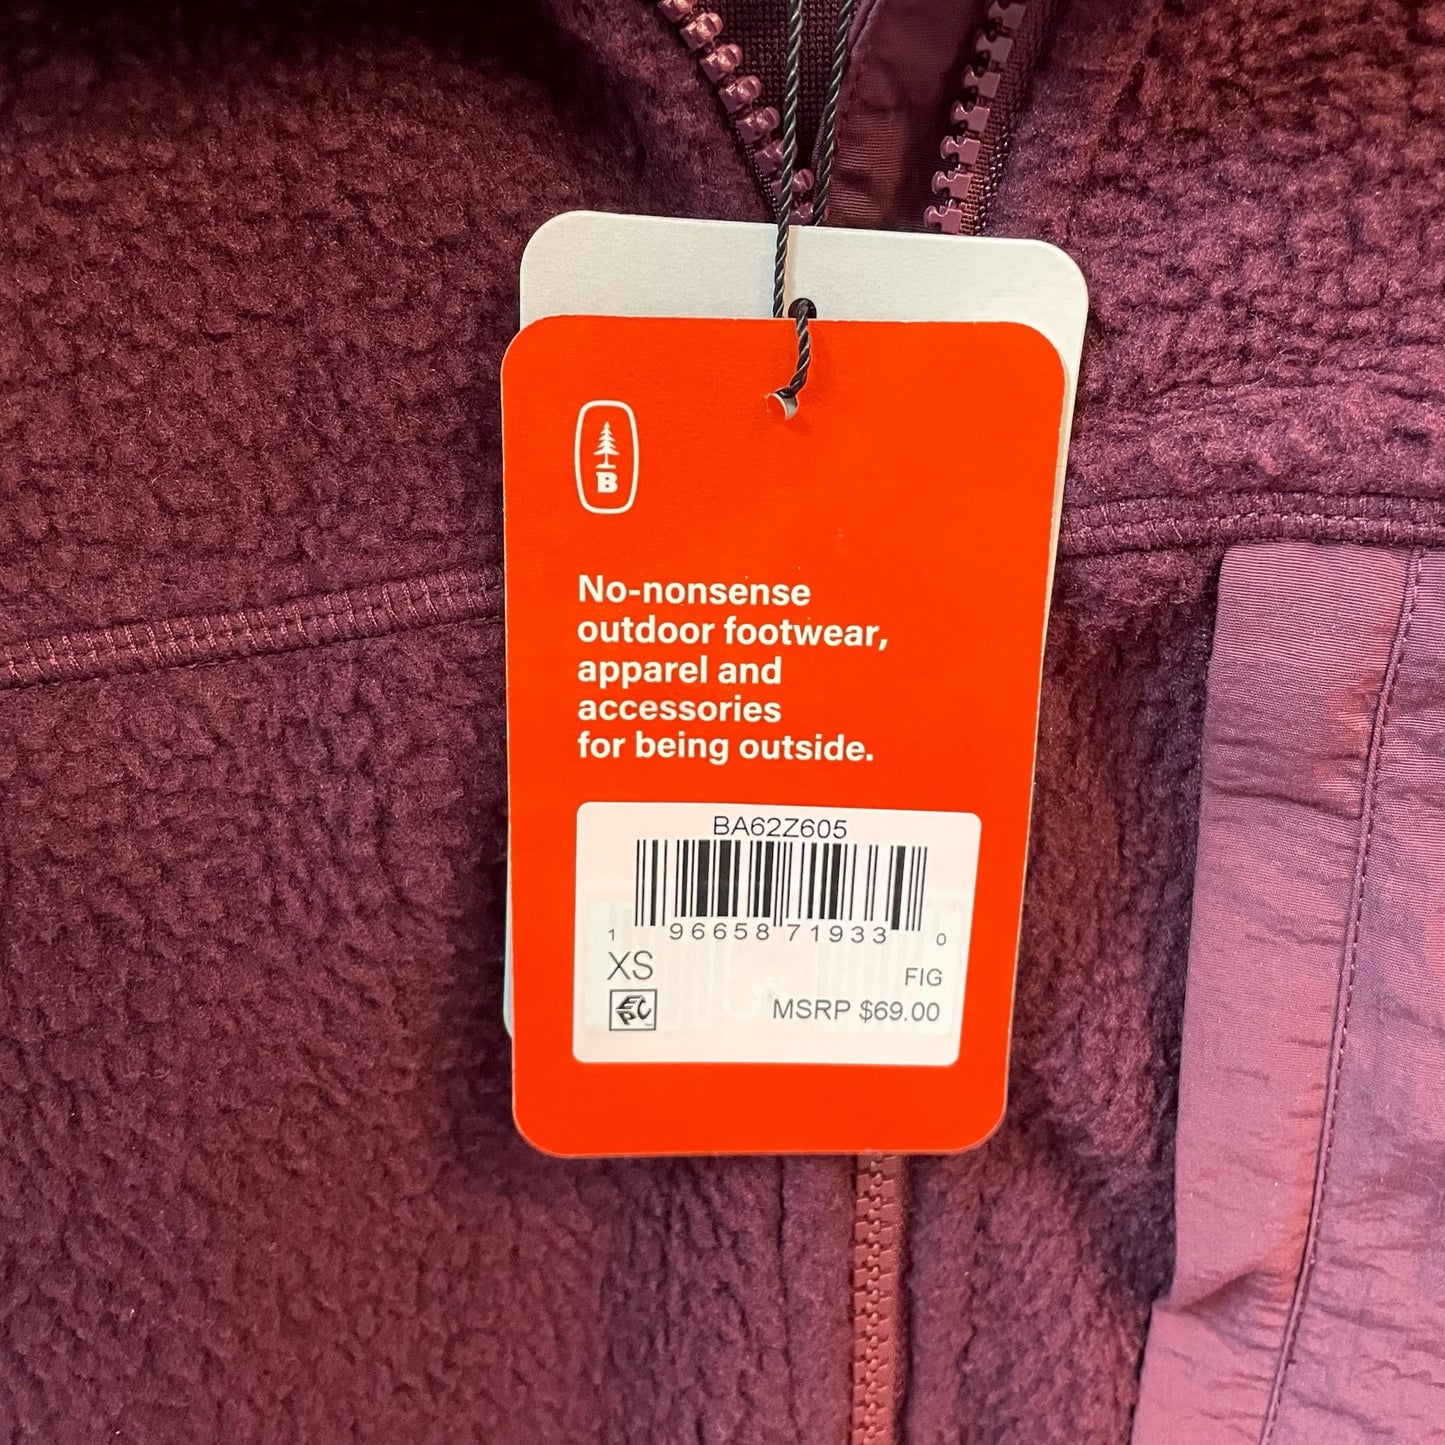 B
No-nonsense
outdoor footwear,
apparel and
accessories
for being outside.
BA62Z605
1 96658 71933 0
XS
FIG
EPC
MSRP $69.00